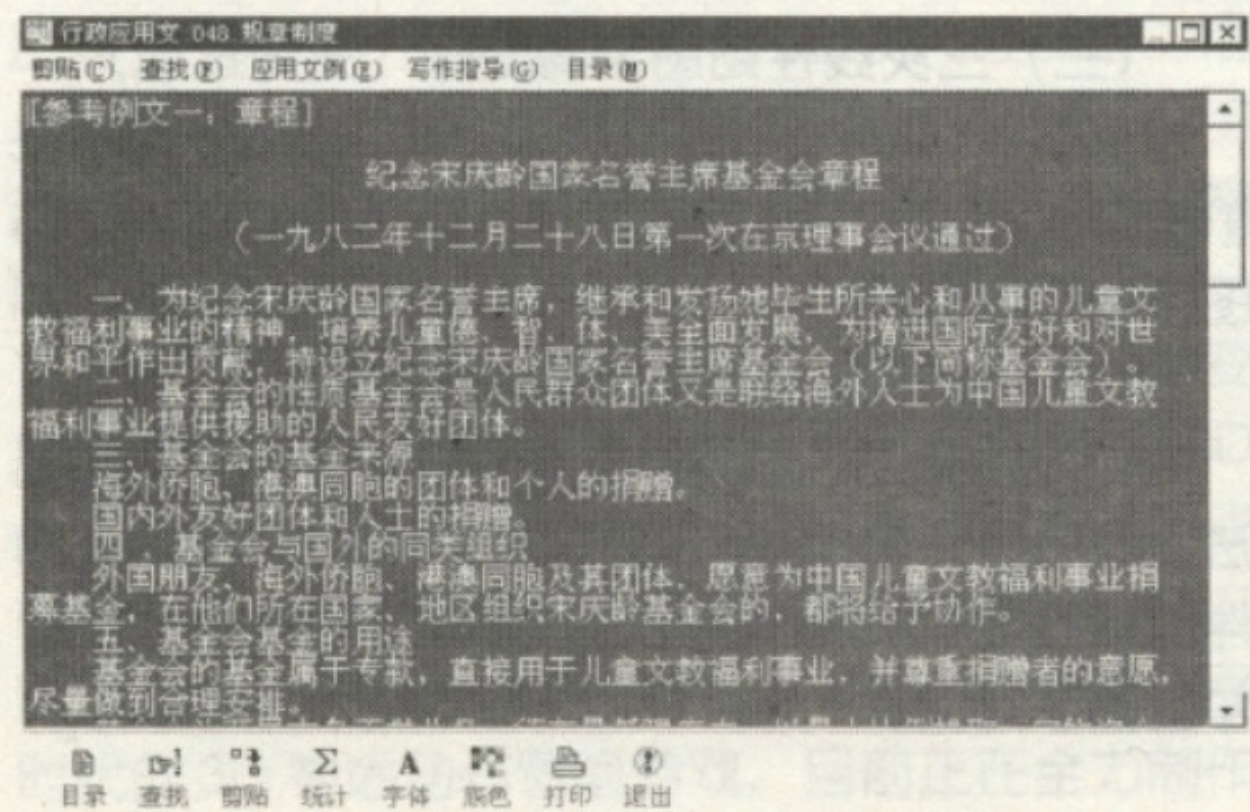 行政应用文 048 规章制度
剪贴(C) 查找(F) 应用文例(E) 写作指导(G) 目录(M)
[参考例文一：章程]
纪念宋庆龄国家名誉主席基金会章程
（一九八二年十二月二十八日第一次在京理事会议通过）
一、为纪念宋庆龄国家名誉主席，继承和发扬她毕生所关心和从事的儿童文
教福利事业的精神，培养儿童德、智、体、美全面发展，为增进国际友好和对世
界和平作出贡献，特设立纪念宋庆龄国家名誉主席基金会（以下简称基金会）。
二、基金会的性质基金会是人民群众团体又是联络海外人士为中国儿童文教
福利事业提供援助的人民友好团体。
三、基金会的基金来源
海外侨胞、港澳同胞的团体和个人的捐赠。
国内外友好团体和人士的捐赠。
四、基金会与国外的同类组织
外国朋友、海外侨胞、港澳同胞及其团体，愿意为中国儿童文教福利事业捐
募基金，在他们所在国家、地区组织宋庆龄基金会的，都将给予协作。
五、基金会基金的用途
基金会的基金属于专款，直接用于儿童文教福利事业，并尊重捐赠者的意愿，
尽量做到合理安排。
目录 查找 剪贴 统计 字体 底色 打印 退出